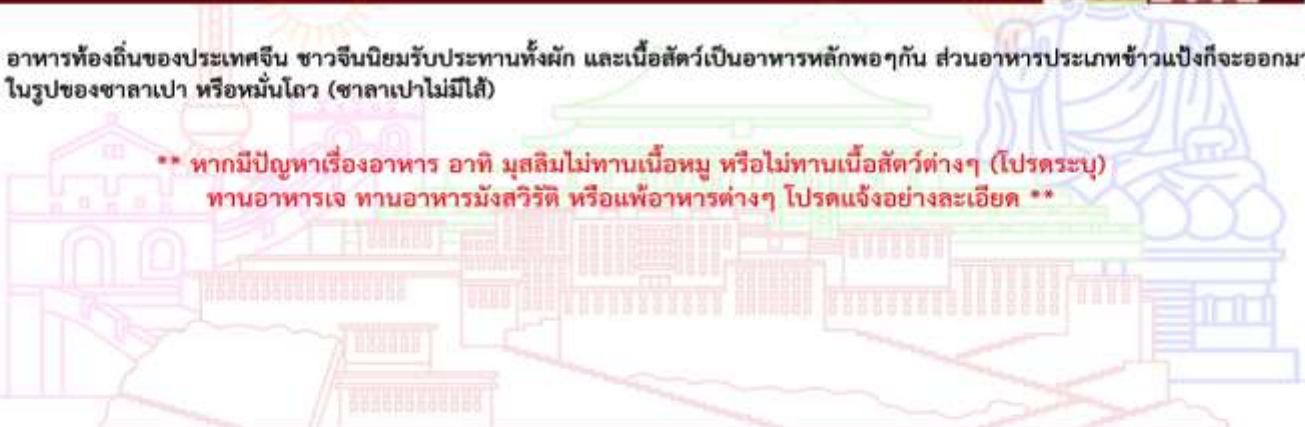 อาหารท้องถิ่นของประเทศจีน ชาวจีนนิยมรับประทานทั้งผัก และเนื้อสัตว์เป็นอาหารหลักพอๆกัน ส่วนอาหารประเภทข้าวแป้งก็จะออกมา
ในรูปของซาลาเปา หรือหมั่นโถว (ซาลาเปาไม่มีไส้)
** หากมีปัญหาเรื่องอาหาร อาทิ มุสลิมไม่ทานเนื้อหมู หรือไม่ทานเนื้อสัตว์ต่างๆ (โปรดระบุ)
ทานอาหารเจ ทานอาหารมังสวิรัติ หรือแพ้อาหารต่างๆ โปรดแจ้งอย่างละเอียด **